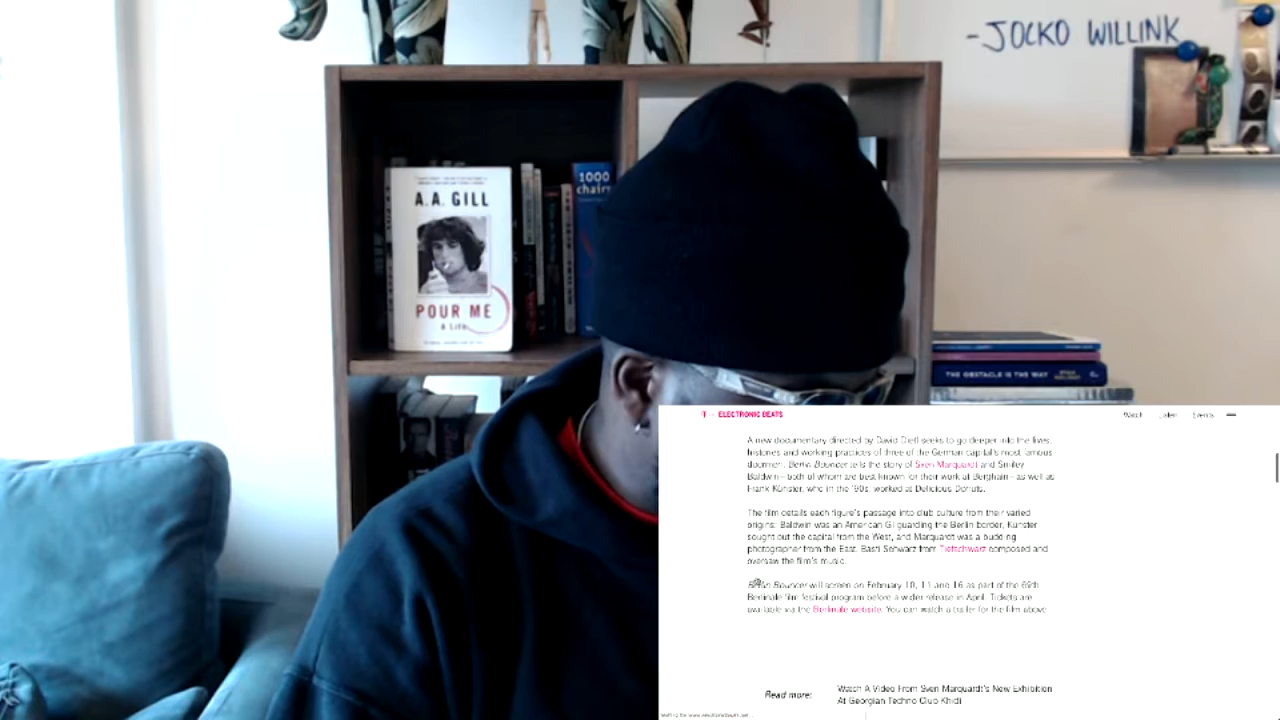 -JOCKO WILLINK
A.A. GILL
POUR ME
A LIFE
1000
chairs
THE OBSTACLE IS THE WAY
ELECTRONIC BEATS
Watch Listen Events
A new documentary directed by David Dietl seeks to go deeper into the lives,
histories and working practices of three of the German capital's most famous
doormen. Berlin Bouncer tells the story of Sven Marquardt and Smiley
Baldwin – both of whom are best known for their work at Berghain – as well as
Frank Künster, who in the '90s, worked at Delicious Donuts.
The film details each figure's passage into club culture from their varied
origins: Baldwin was an American GI guarding the Berlin border, Künster
sought out the capital from the West, and Marquardt was a budding
photographer from the East. Basti Schwarz from Tiefschwarz composed and
oversaw the film's music.
Berlin Bouncer will screen on February 10, 11 and 16 as part of the 69th
Berlinale film festival program before a wider release in April. Tickets are
available via the Berlinale website. You can watch a trailer for the film above
Read more:
Watch A Video From Sven Marquardt's New Exhibition
At Georgian Techno Club Khidi